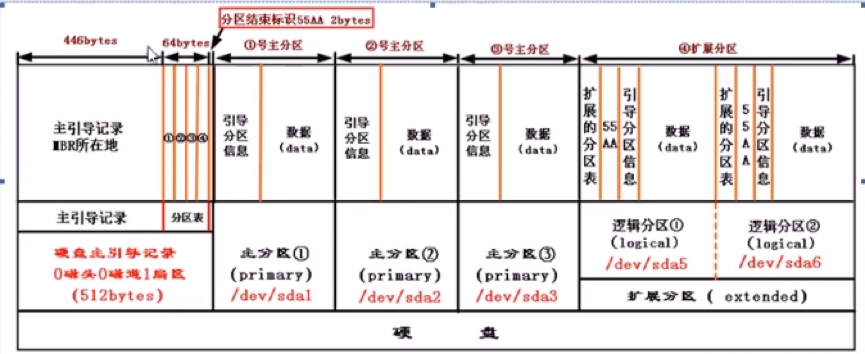 分区结束标识55AA 2bytes
446bytes
64bytes
①号主分区
②号主分区
③号主分区
④扩展分区
主引导记录
MBR所在地
①②③④
引导
分区
信息
数据
(data)
引导
分区
信息
数据
(data)
引导
分区
信息
数据
(data)
扩展的分区表
55
AA
引导分区信息
数据
(data)
扩展的分区表
55AA
引导分区信息
数据
(data)
主引导记录
分区表
硬盘主引导记录
0磁头0磁道1扇区
(512bytes)
主分区①
(primary)
/dev/sda1
主分区②
(primary)
/dev/sda2
主分区③
(primary)
/dev/sda3
逻辑分区①
(logical)
/dev/sda5
逻辑分区②
(logical)
/dev/sda6
扩展分区( extended)
硬 盘